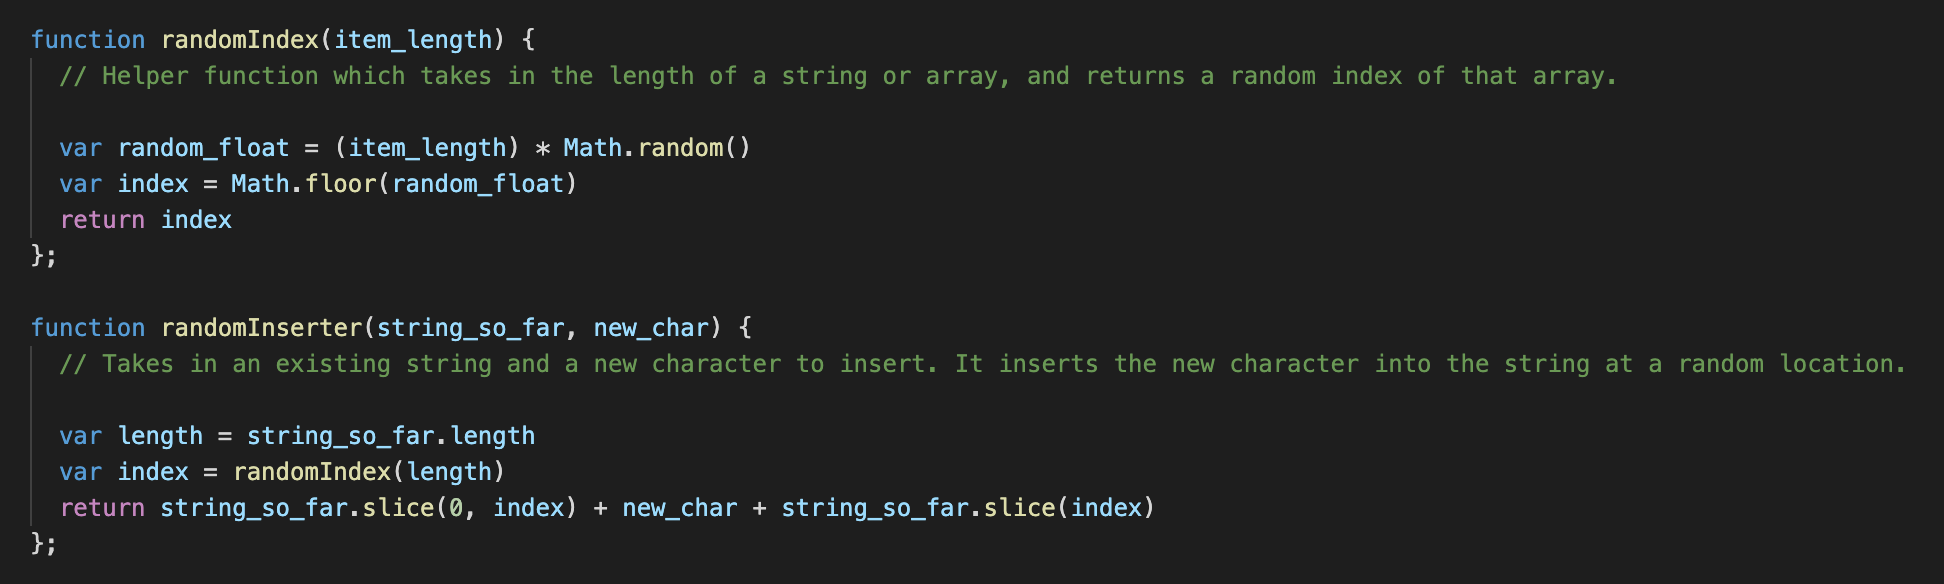 function randomIndex(item_length) {
  // Helper function which takes in the length of a string or array, and returns a random index of that array.

  var random_float = (item_length) * Math.random()
  var index = Math.floor(random_float)
  return index
};

function randomInserter(string_so_far, new_char) {
  // Takes in an existing string and a new character to insert. It inserts the new character into the string at a random location.

  var length = string_so_far.length
  var index = randomIndex(length)
  return string_so_far.slice(0, index) + new_char + string_so_far.slice(index)
};